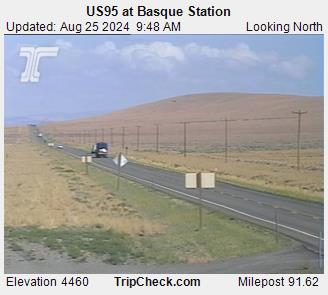 US95 at Basque Station
Updated: Aug 25 2024 9:48 AM Looking North
Elevation 4460 TripCheck.com Milepost 91.62